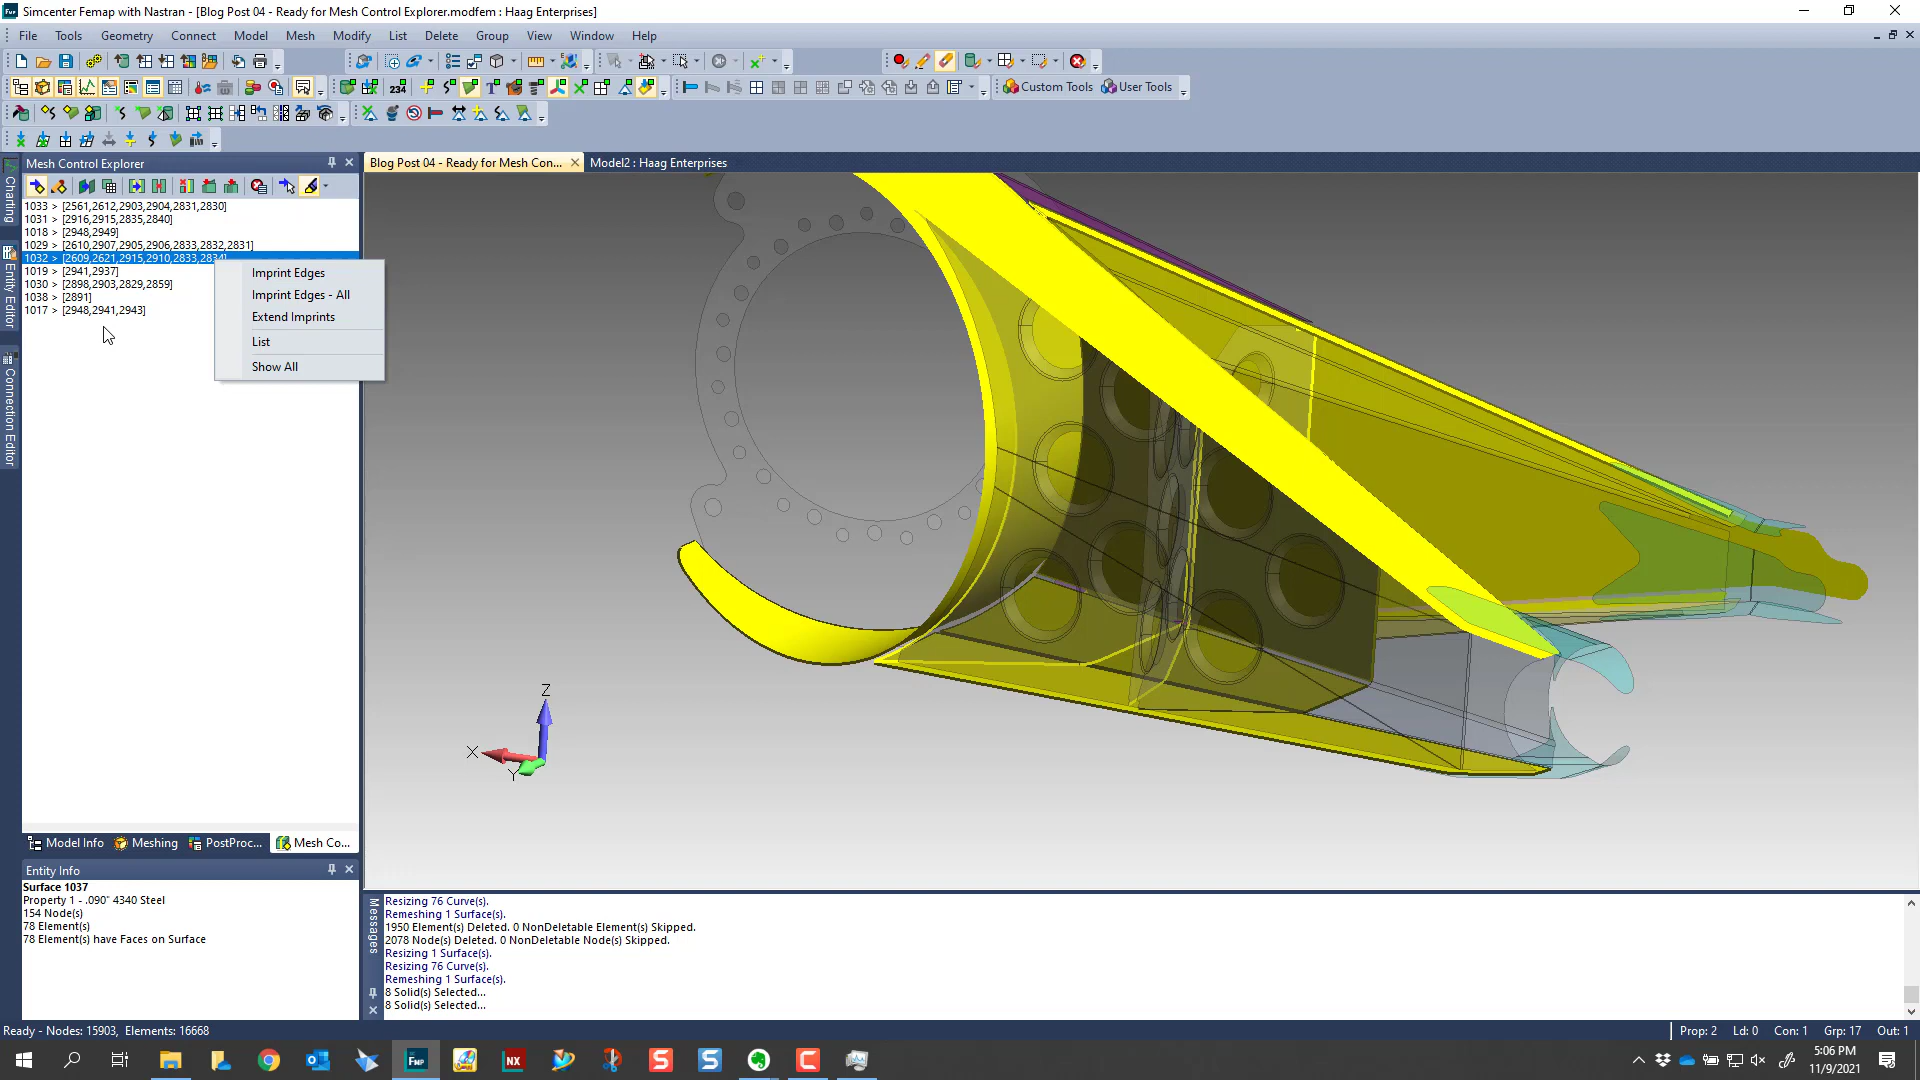 Simcenter Femap with Nastran - [Blog Post 04 - Ready for Mesh Control Explorer.modfem : Haag Enterprises]
File Tools Geometry Connect Model Mesh Modify List Delete Group View Window Help
234
Custom Tools User Tools
Mesh Control Explorer
Blog Post 04 - Ready for Mesh Con... Model2 : Haag Enterprises
Charting
Entity Editor
Connection Editor
1033 > [2561,2612,2903,2904,2831,2830]
1031 > [2916,2915,2835,2840]
1018 > [2948,2949]
1029 > [2610,2907,2905,2906,2833,2832,2831]
1032 > [2609,2621,2915,2910,2833,2834]
1019 > [2941,2937]
1030 > [2898,2903,2829,2859]
1038 > [2891]
1017 > [2948,2941,2943]
Imprint Edges
Imprint Edges - All
Extend Imprints
List
Show All
Z
X
Y
Model Info Meshing PostProc... Mesh Co...
Entity Info
Surface 1037
Property 1 - .090" 4340 Steel
154 Node(s)
78 Element(s)
78 Element(s) have Faces on Surface
Messages
Resizing 76 Curve(s).
Remeshing 1 Surface(s).
1950 Element(s) Deleted. 0 NonDeletable Element(s) Skipped.
2078 Node(s) Deleted. 0 NonDeletable Node(s) Skipped.
Resizing 1 Surface(s).
Resizing 76 Curve(s).
Remeshing 1 Surface(s).
8 Solid(s) Selected...
8 Solid(s) Selected...
Ready - Nodes: 15903, Elements: 16668
Prop: 2 Ld: 0 Con: 1 Grp: 17 Out: 1
FMP
NX
S
S
C
5:06 PM
11/9/2021